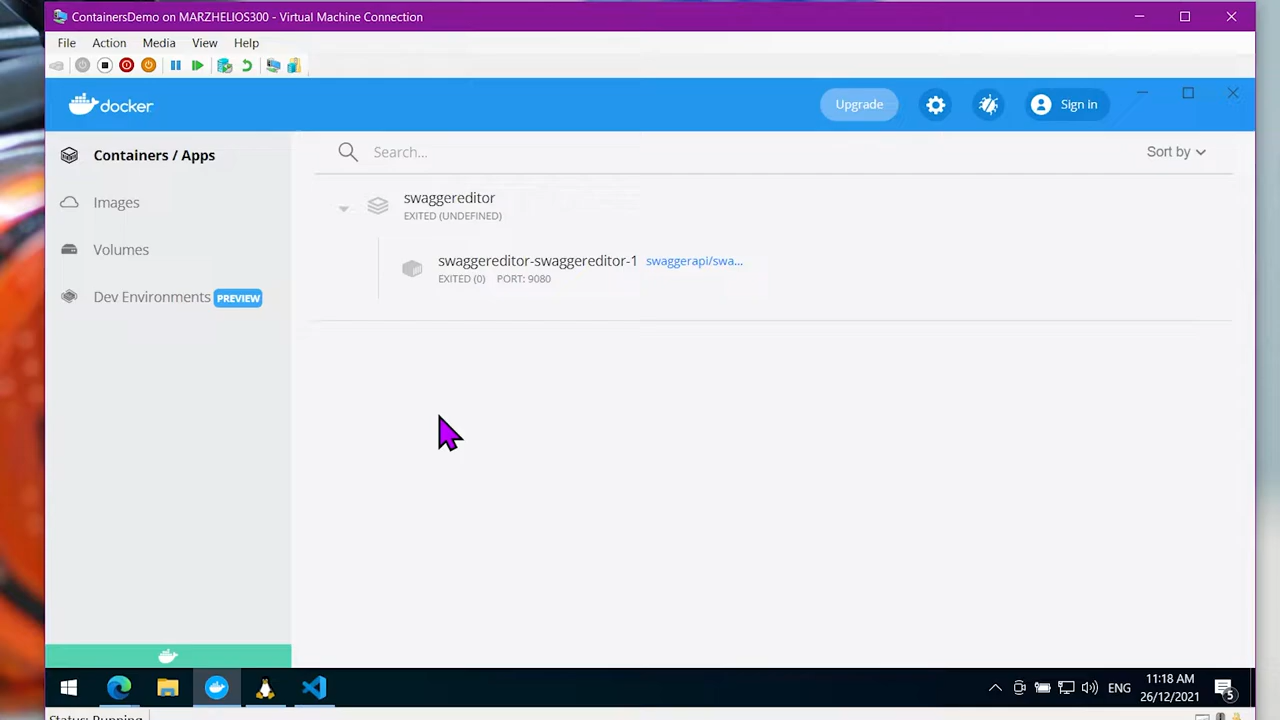 ContainersDemo on MARZHELIOS300 - Virtual Machine Connection
File Action Media View Help
docker
Upgrade
Sign in
Containers / Apps
Search...
Sort by
Images
swaggereditor
EXITED (UNDEFINED)
Volumes
swaggereditor-swaggereditor-1 swaggerapi/swa...
EXITED (0) PORT: 9080
Dev Environments PREVIEW
ENG
11:18 AM
26/12/2021
5
Status: Running